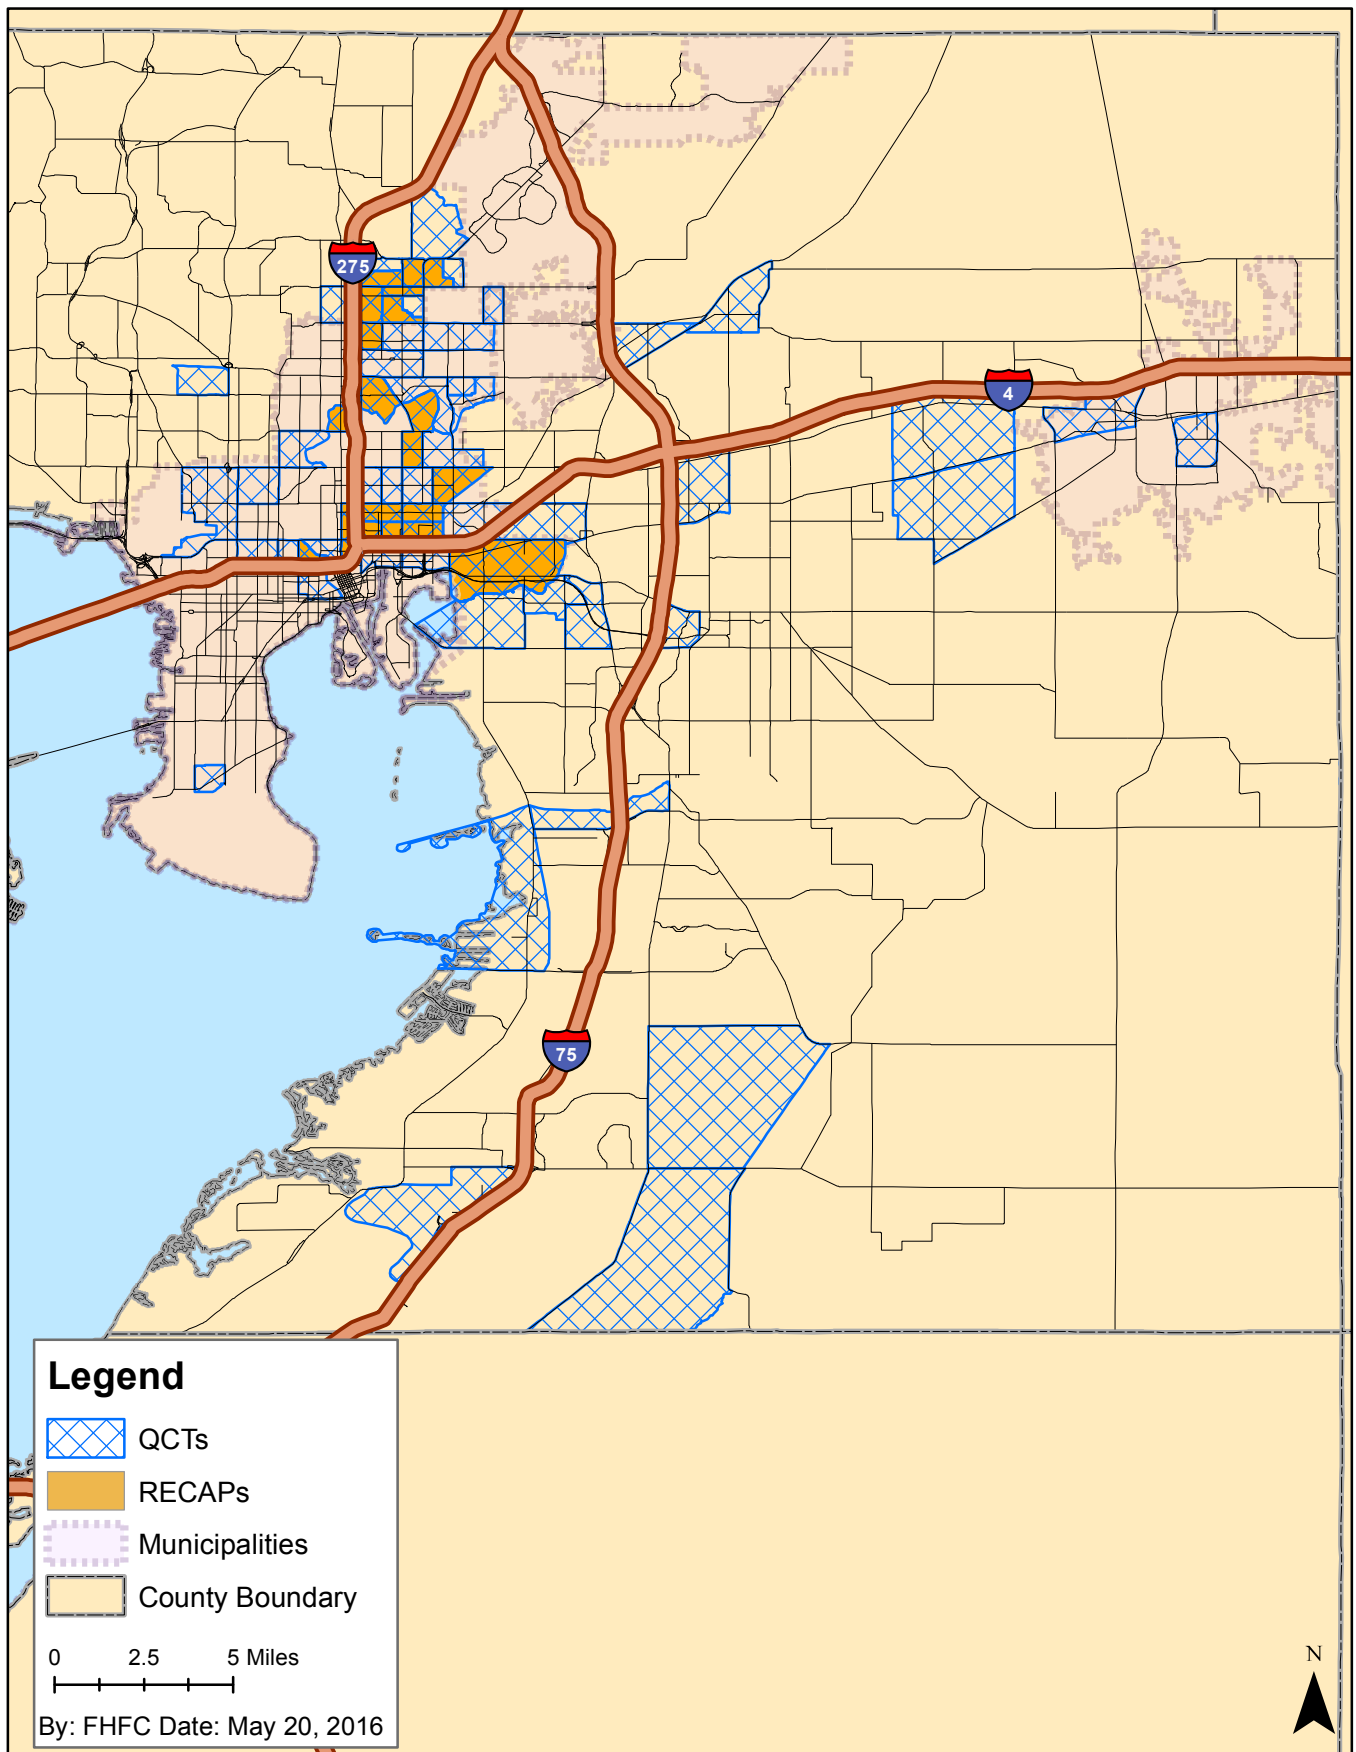 275
4
75
Legend
QCTs
RECAPs
Municipalities
County Boundary
0 2.5 5 Miles
By: FHFC Date: May 20, 2016
N